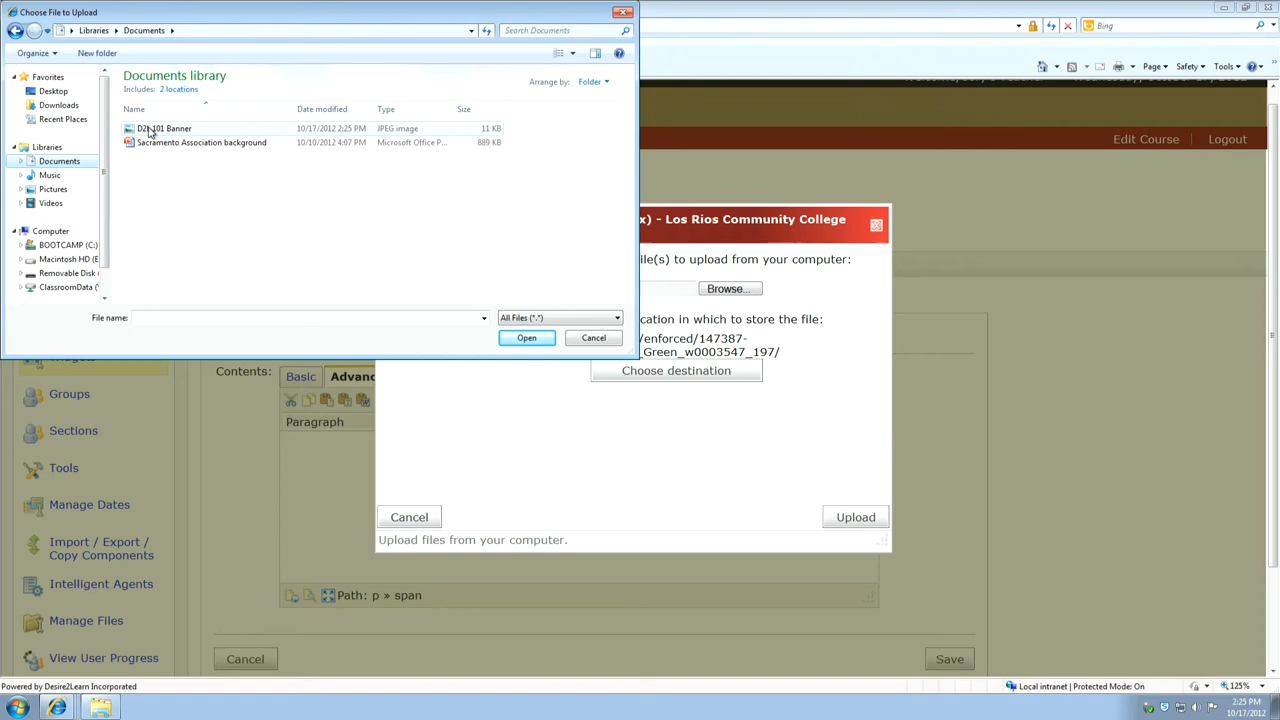 Choose File to Upload
Libraries Documents
Search Documents
Bing
Organize
New folder
Page
Safety
Tools
Favorites
Desktop
Downloads
Recent Places
Libraries
Documents
Music
Pictures
Videos
Computer
BOOTCAMP (C:)
Macintosh HD (E
Removable Disk (
ClassroomData (
Documents library
Includes: 2 locations
Arrange by: Folder
Name Date modified Type Size
D2L 101 Banner 10/17/2012 2:25 PM JPEG image 11 KB
Sacramento Association background 10/10/2012 4:07 PM Microsoft Office P... 889 KB
File name:
All Files (*.*)
Open
Cancel
Edit Course
Logout
x) - Los Rios Community College
ile(s) to upload from your computer:
Browse...
cation in which to store the file:
/enforced/147387-
Green_w0003547_197/
Choose destination
Cancel
Upload
Upload files from your computer.
Groups
Sections
Tools
Manage Dates
Import / Export /
Copy Components
Intelligent Agents
Manage Files
View User Progress
Contents:
Basic
Advan
Paragraph
Path: p » span
Cancel
Save
Powered by Desire2Learn Incorporated
Local intranet | Protected Mode: On
125%
2:25 PM
10/17/2012